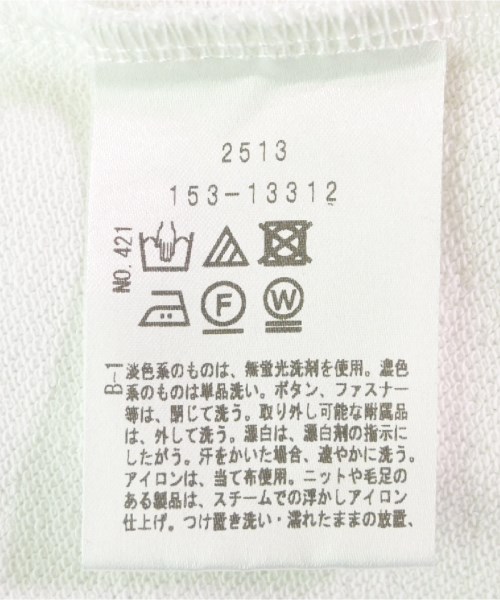 2513
153-13312
NO. 421
F
W
B-1
淡色系のものは、無蛍光洗剤を使用。濃色
系のものは単品洗い。ボタン、ファスナー
等は、閉じて洗う。取り外し可能な附属品
は、外して洗う。漂白は、漂白剤の指示に
したがう。汗をかいた場合、速やかに洗う。
アイロンは、当て布使用。ニットや毛足の
ある製品は、スチームでの浮かしアイロン
仕上げ。つけ置き洗い・濡れたままの放置、